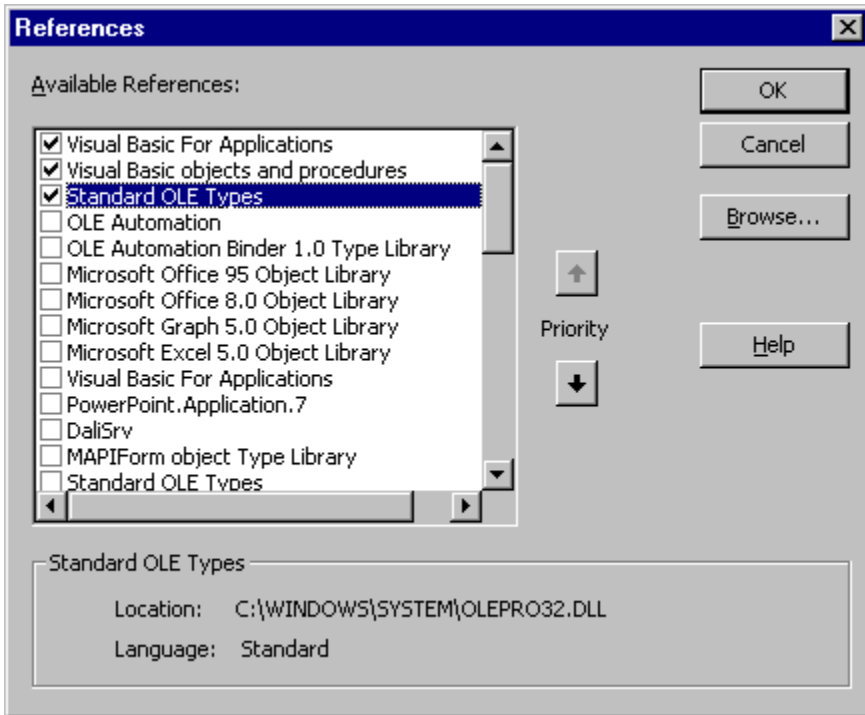 References
Available References:
Visual Basic For Applications
Visual Basic objects and procedures
Standard OLE Types
OLE Automation
OLE Automation Binder 1.0 Type Library
Microsoft Office 95 Object Library
Microsoft Office 8.0 Object Library
Microsoft Graph 5.0 Object Library
Microsoft Excel 5.0 Object Library
Visual Basic For Applications
PowerPoint.Application.7
DaliSrv
MAPIForm object Type Library
Standard OLE Types
OK
Cancel
Browse...
Priority
Help
Standard OLE Types
Location: C:\WINDOWS\SYSTEM\OLEPRO32.DLL
Language: Standard